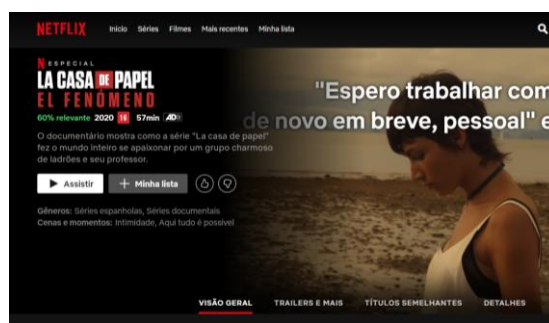 NETFLIX Início Séries Filmes Mais recentes Minha lista
N ESPECIAL
LA CASA DE PAPEL
EL FENÓMENO
60% relevante 2020 16 57min AD
O documentário mostra como a série "La casa de papel"
fez o mundo inteiro se apaixonar por um grupo charmoso
de ladrões e seu professor.
Assistir Minha lista
Gêneros: Séries espanholas, Séries documentais
Cenas e momentos: Intimidade, Aqui tudo é possível
"Espero trabalhar com
de novo em breve, pessoal" e
VISÃO GERAL TRAILERS E MAIS TÍTULOS SEMELHANTES DETALHES